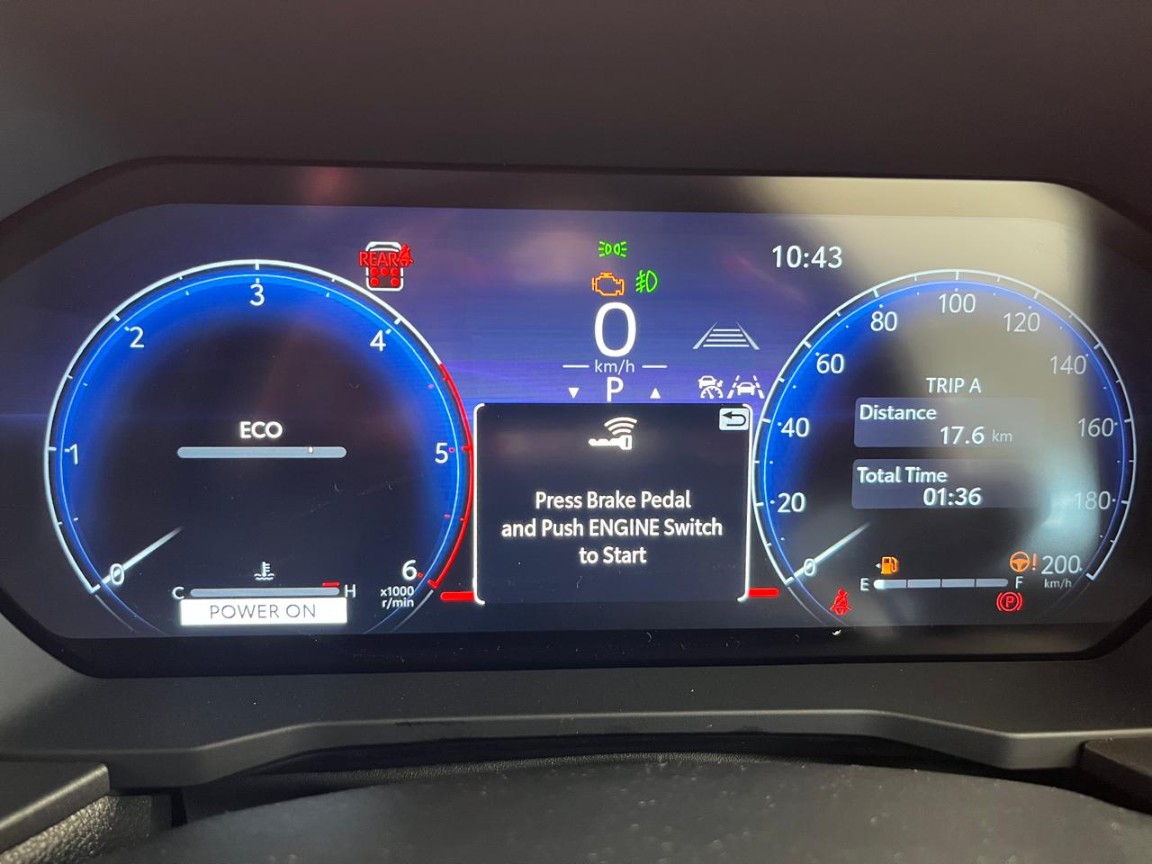 REAR
10:43
0
1
2
3
4
5
6
x1000
r/min
ECO
C
H
POWER ON
0
km/h
P
Press Brake Pedal
and Push ENGINE Switch
to Start
0
20
40
60
80
100
120
140
160
180
200
km/h
TRIP A
Distance
17.6 km
Total Time
01:36
E
F
!
(P)